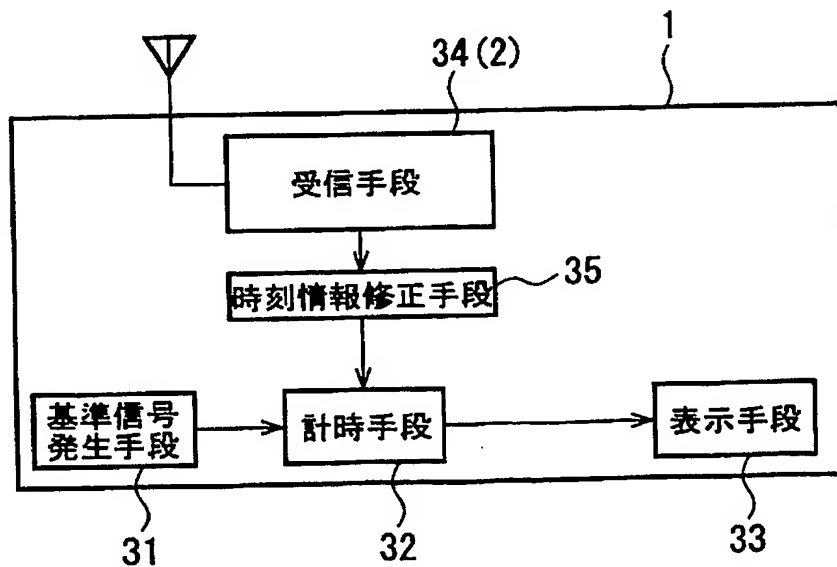 1
34(2)
受信手段
35
時刻情報修正手段
基準信号
発生手段
計時手段
表示手段
31
32
33